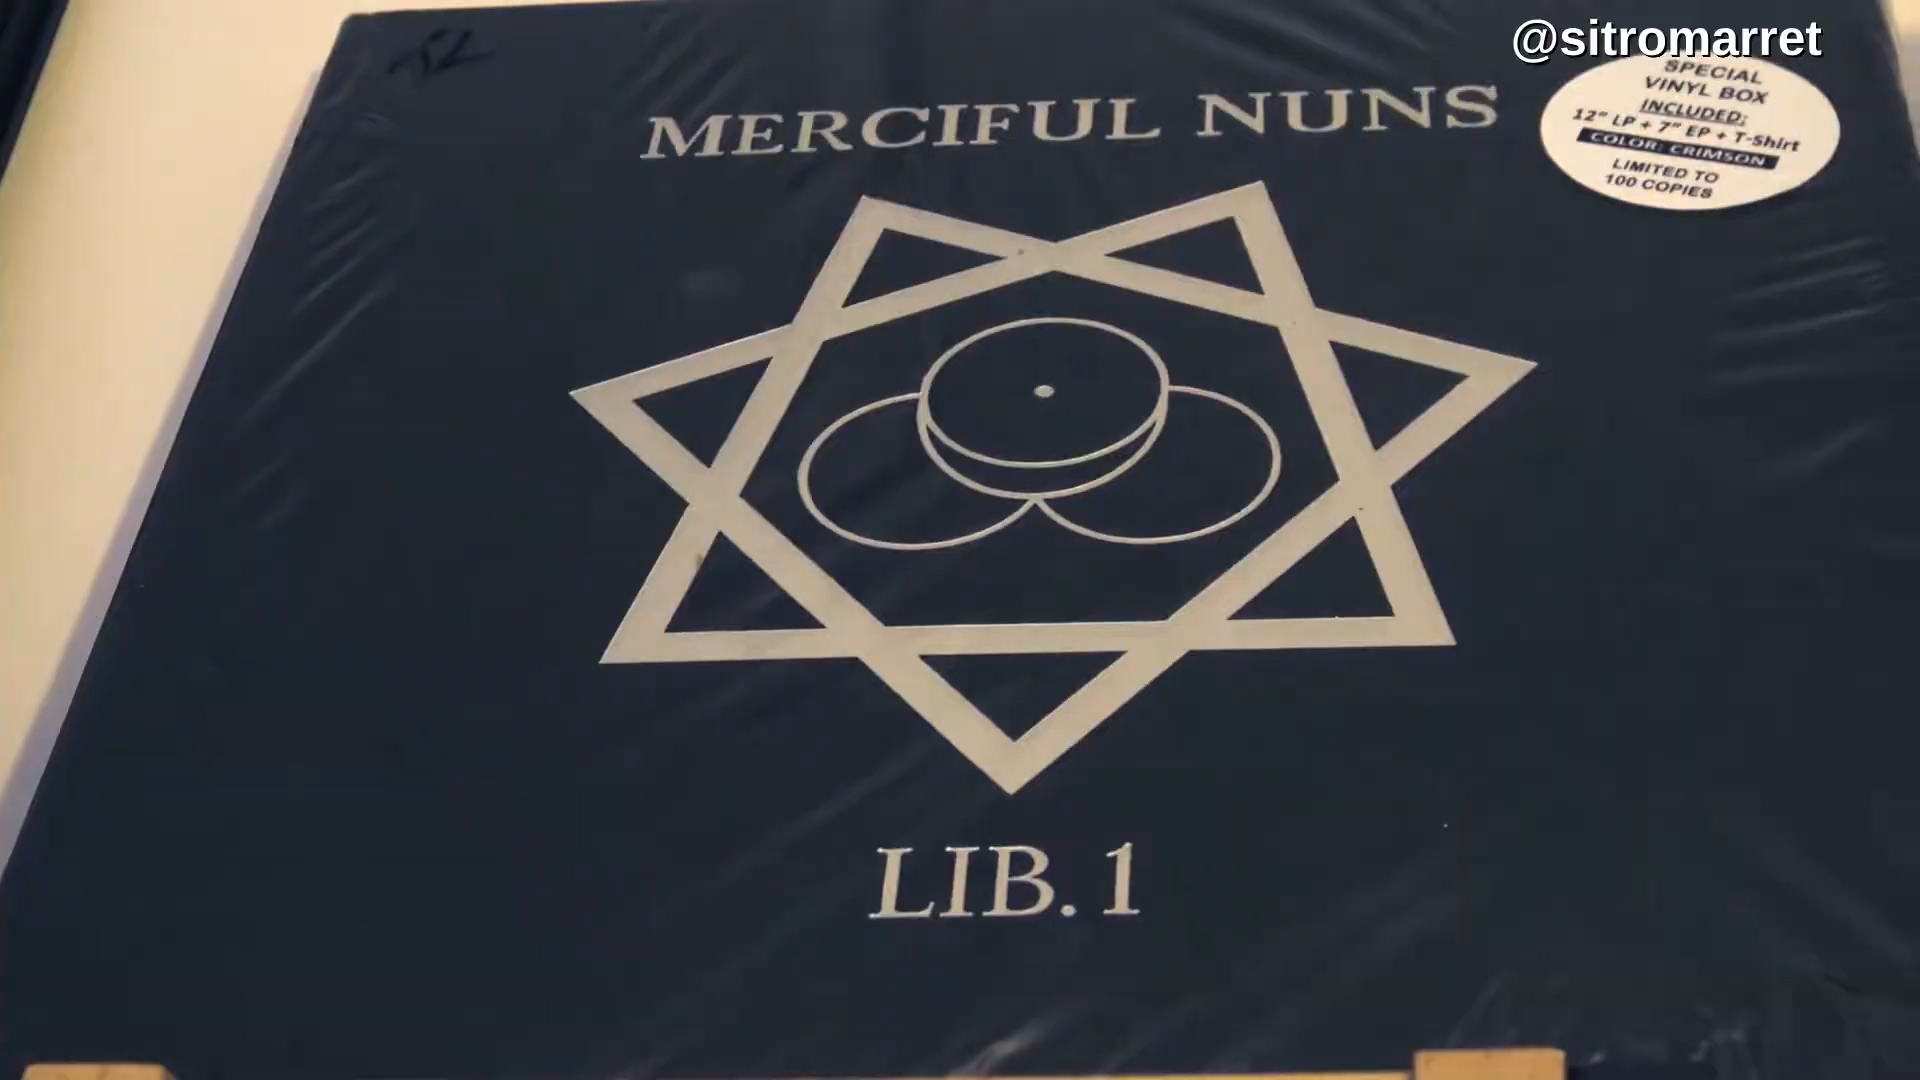 @sitromarret
SPECIAL
VINYL BOX
INCLUDED:
12" LP + 7" EP + T-Shirt
COLOR: CRIMSON
LIMITED TO
100 COPIES
MERCIFUL NUNS
LIB. 1